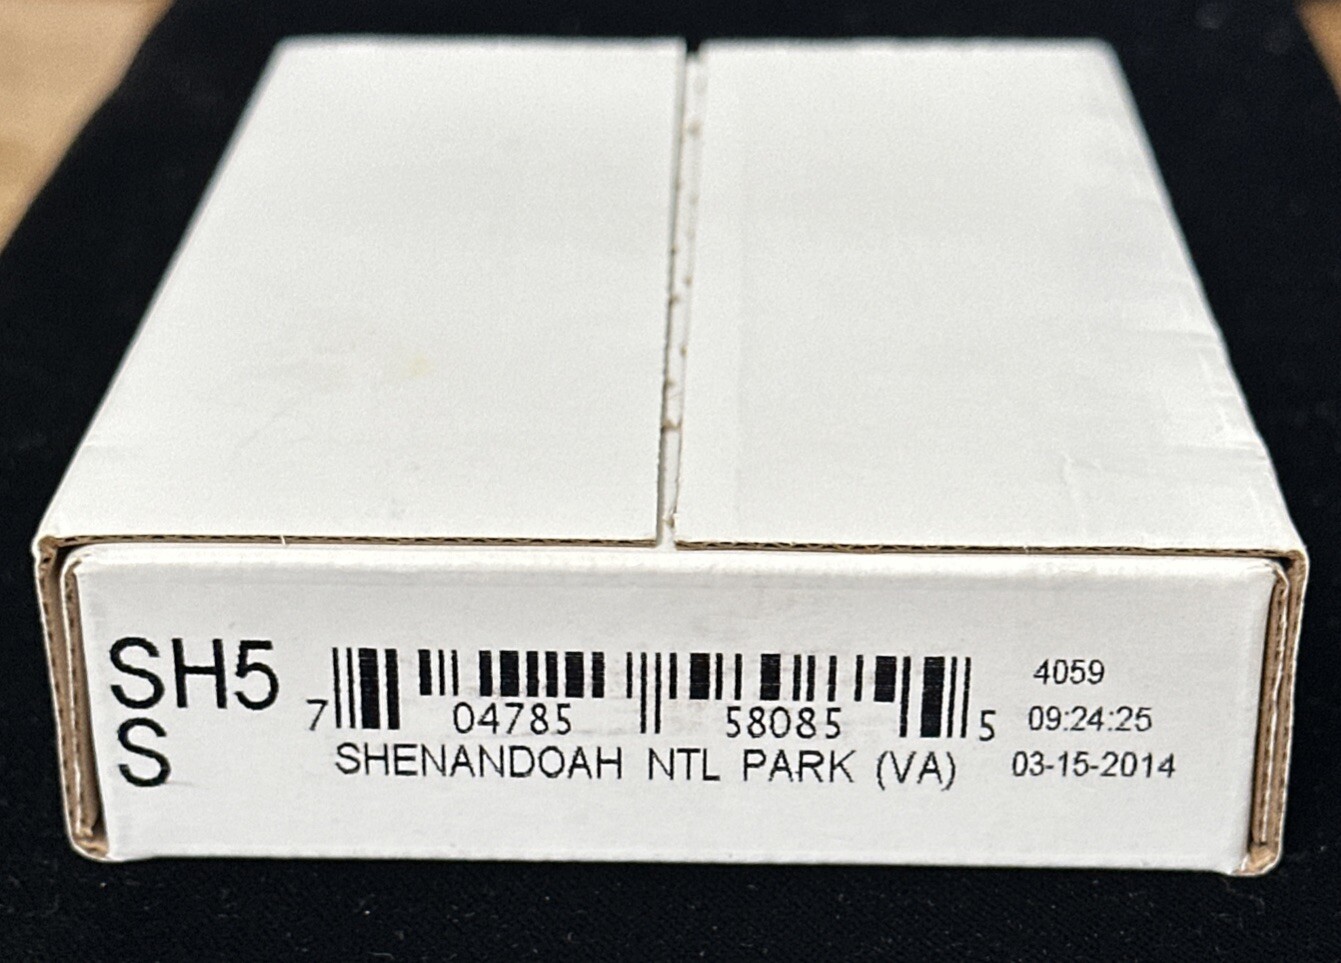 SH5
S
7 04785 58085 5
SHENANDOAH NTL PARK (VA)
4059
09:24:25
03-15-2014